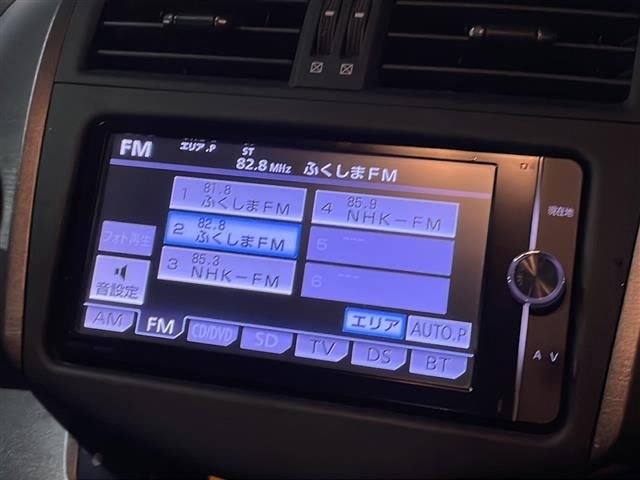 FM
エリア.P
ST
82.8 MHz ふくしまFM
1 81.8
ふくしまFM
2 82.8
ふくしまFM
3 85.3
NHK-FM
4 85.9
NHK-FM
5 ---
6 ---
フォト再生
音設定
エリア
AUTO.P
AM
FM
CD/DVD
SD
TV
DS
BT
現在地
AV